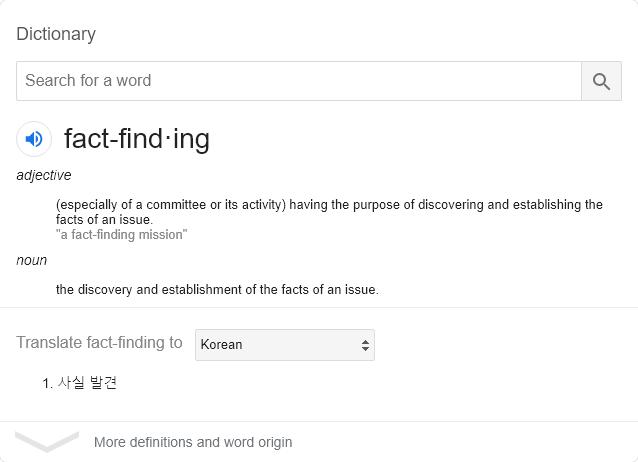 Dictionary
Search for a word
fact-find·ing
adjective
(especially of a committee or its activity) having the purpose of discovering and establishing the
facts of an issue.
"a fact-finding mission"
noun
the discovery and establishment of the facts of an issue.
Translate fact-finding to Korean
1. 사실 발견
More definitions and word origin